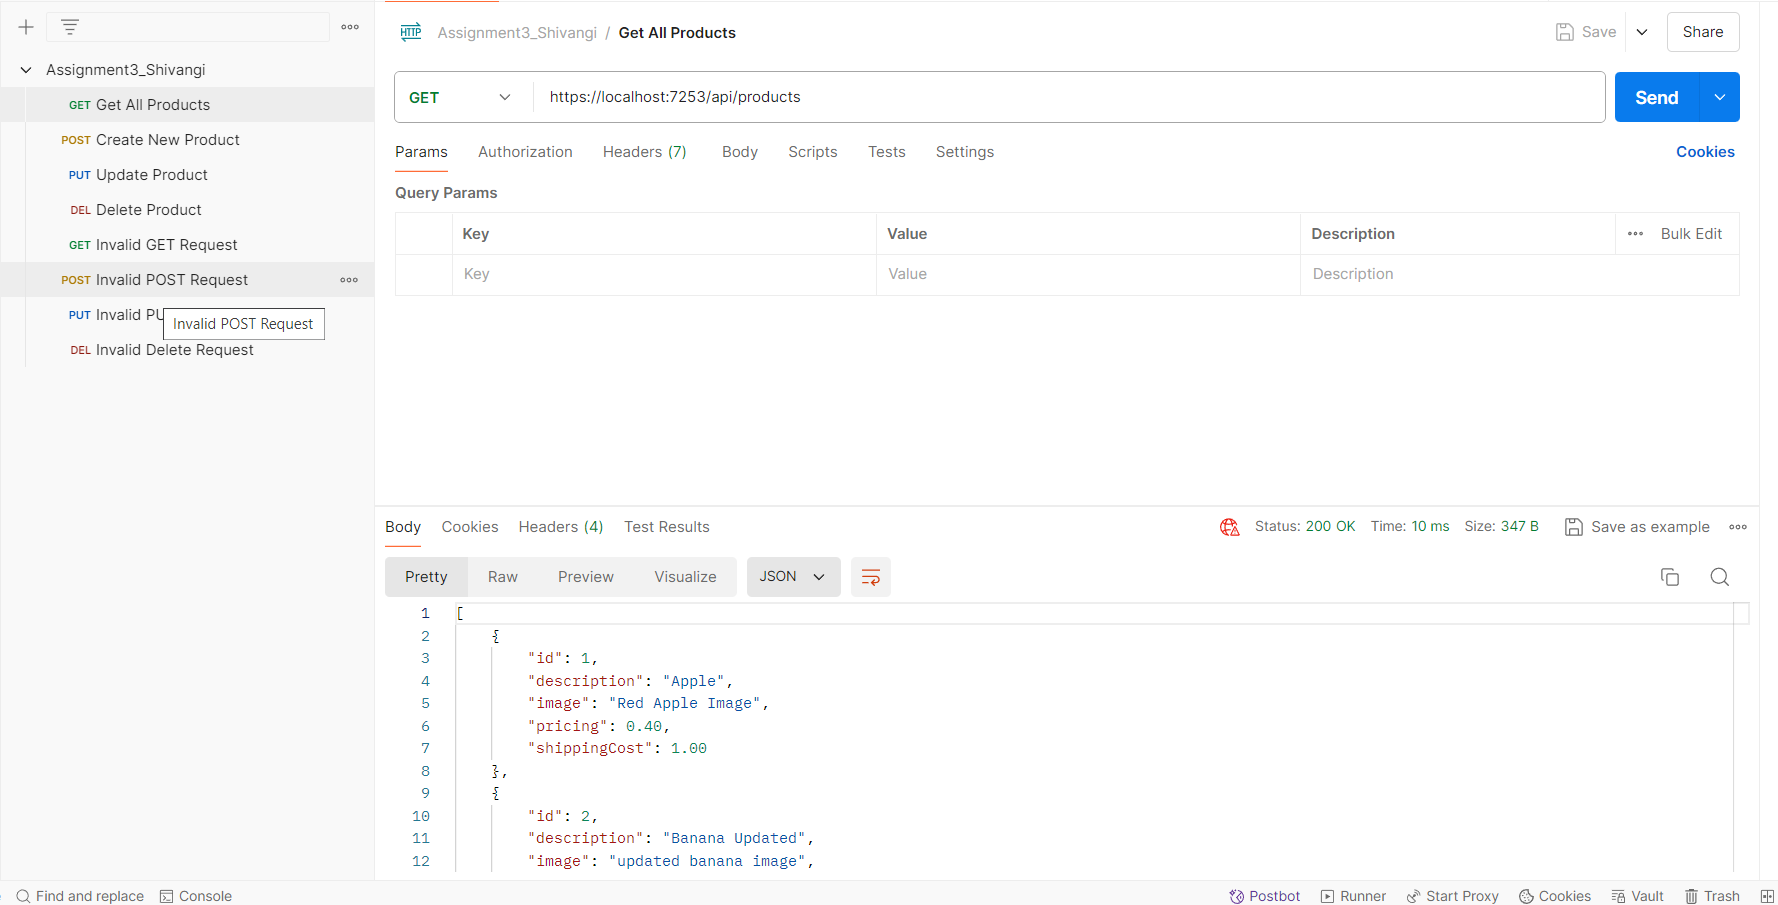 Assignment3_Shivangi
GET Get All Products
POST Create New Product
PUT Update Product
DEL Delete Product
GET Invalid GET Request
POST Invalid POST Request
PUT Invalid PU
Invalid POST Request
DEL Invalid Delete Request
HTTP Assignment3_Shivangi / Get All Products
Save
Share
GET https://localhost:7253/api/products
Send
Params Authorization Headers (7) Body Scripts Tests Settings Cookies
Query Params
Key Value Description Bulk Edit
Key Value Description
Body Cookies Headers (4) Test Results Status: 200 OK Time: 10 ms Size: 347 B Save as example
Pretty Raw Preview Visualize JSON
1 [
2 {
3 "id": 1,
4 "description": "Apple",
5 "image": "Red Apple Image",
6 "pricing": 0.40,
7 "shippingCost": 1.00
8 },
9 {
10 "id": 2,
11 "description": "Banana Updated",
12 "image": "updated banana image",
Find and replace Console Postbot Runner Start Proxy Cookies Vault Trash